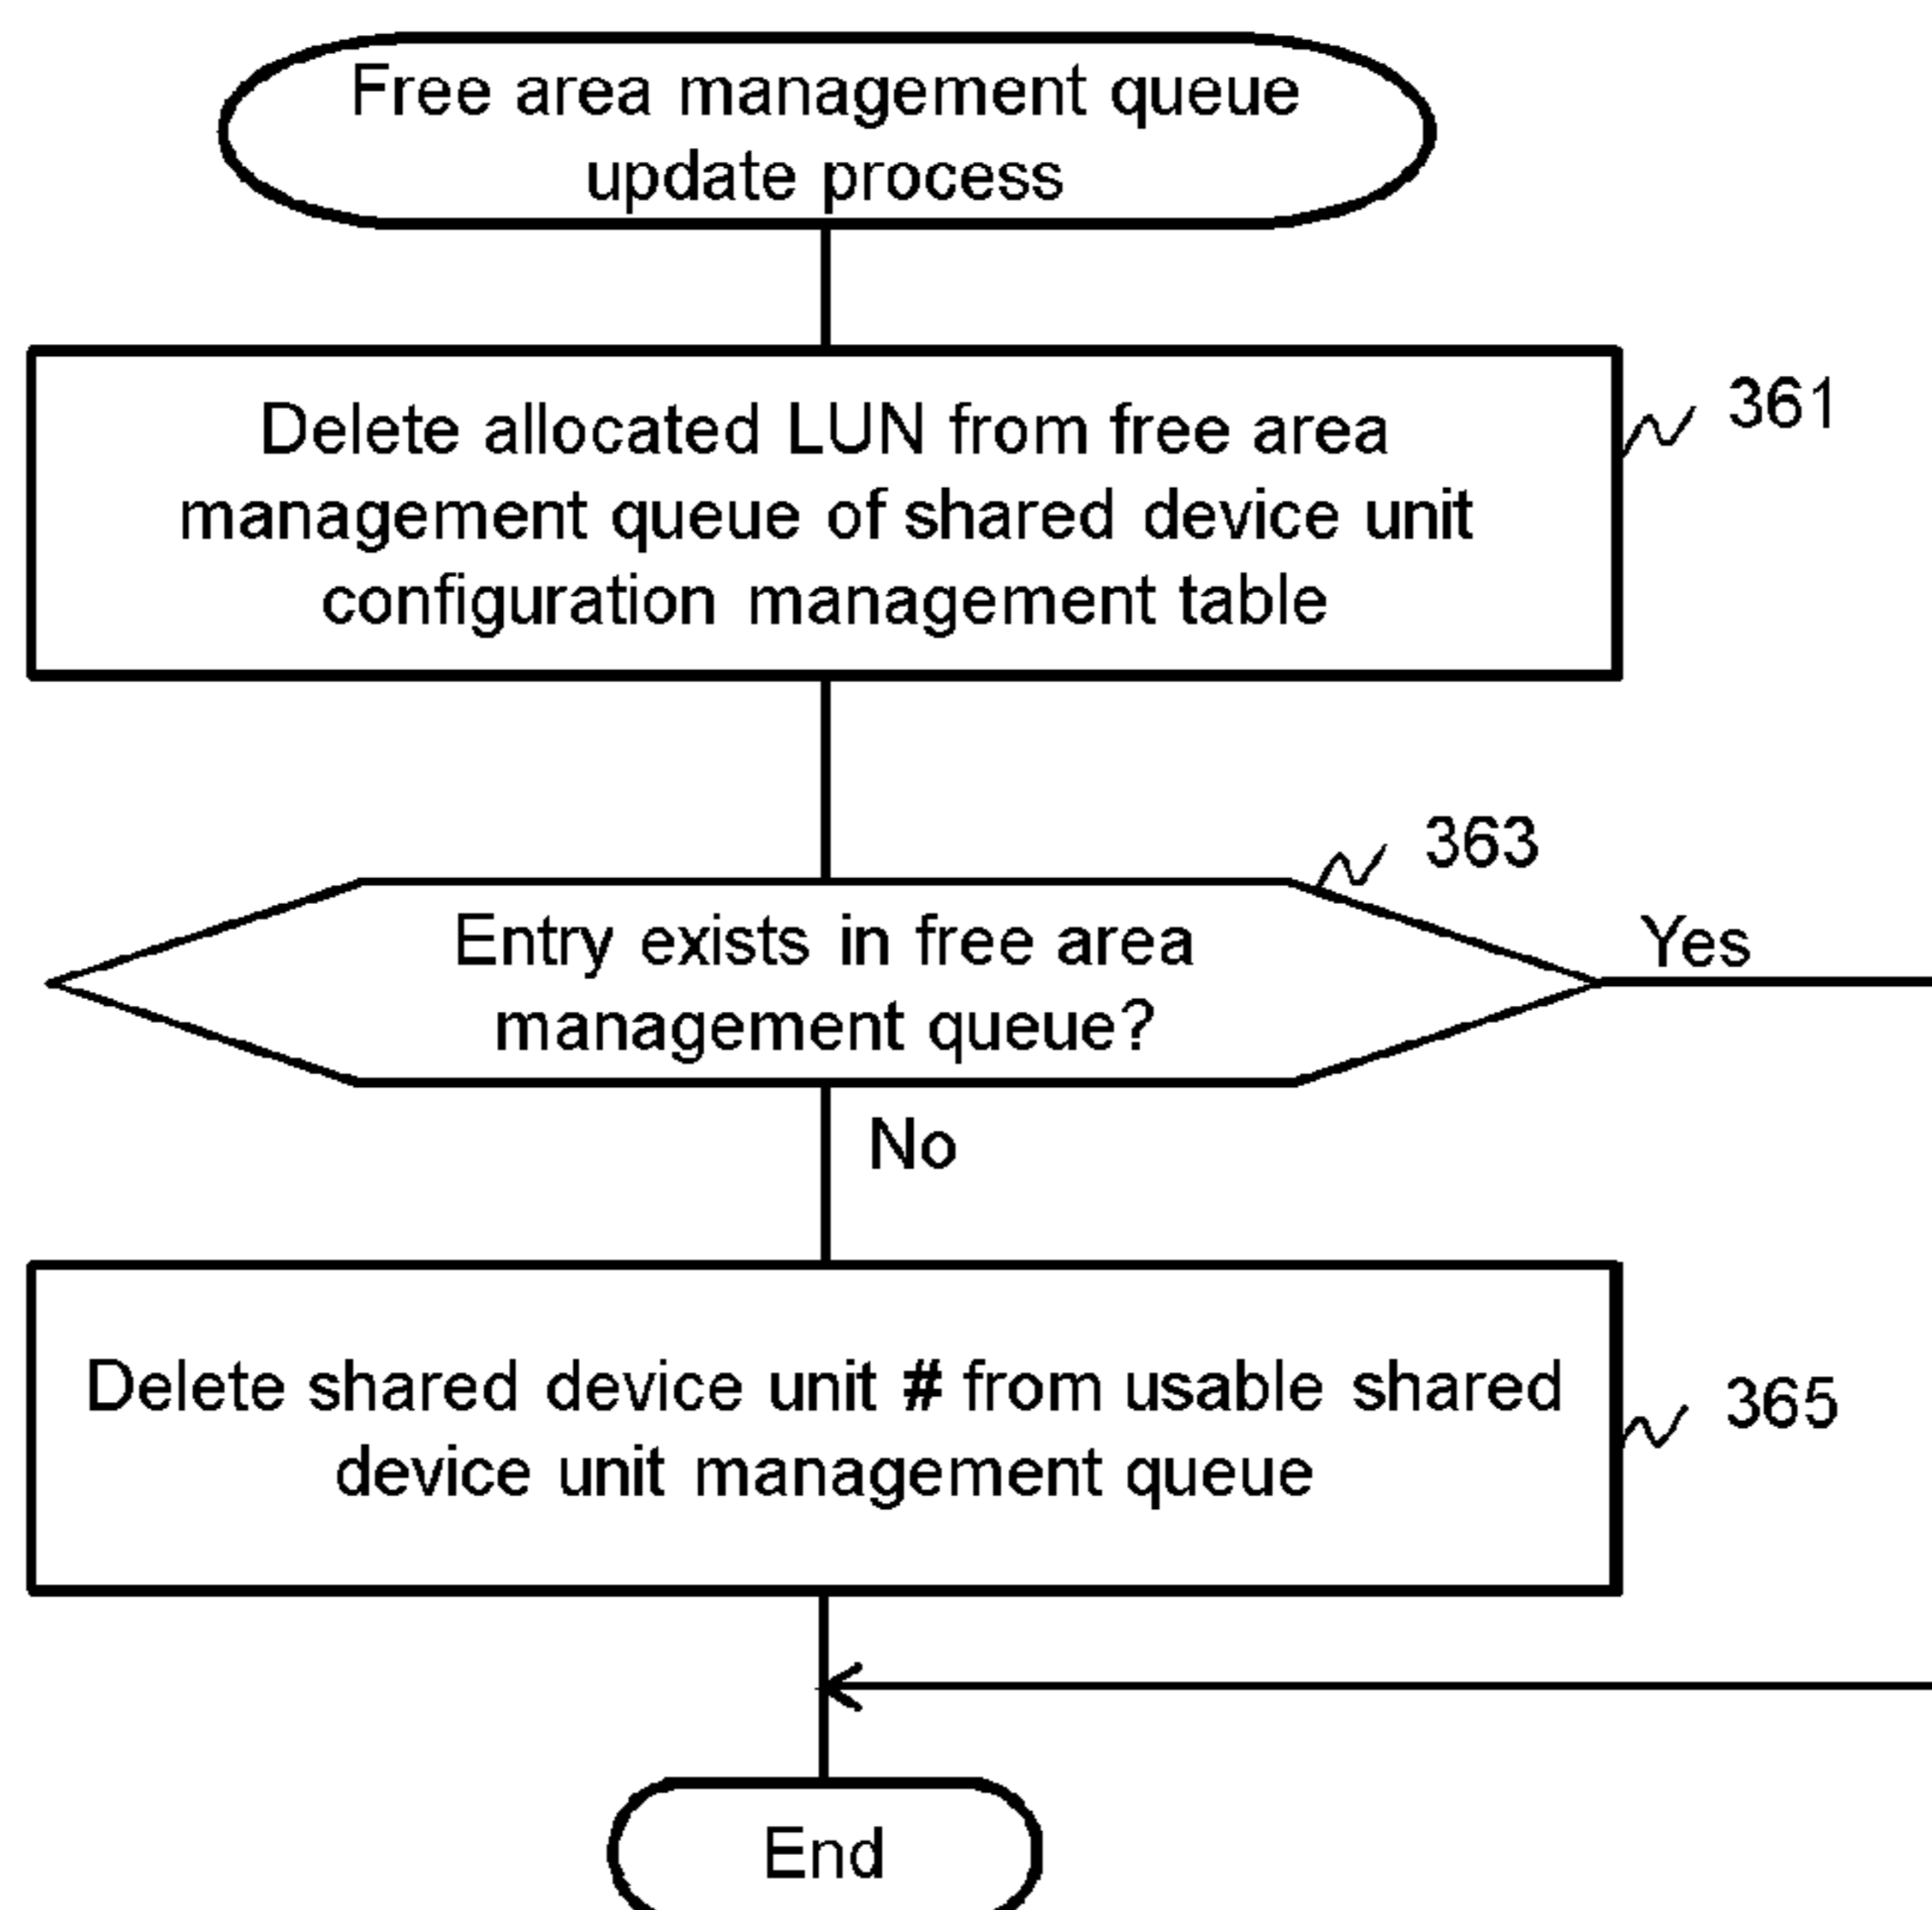 Free area management queue
update process
Delete allocated LUN from free area
management queue of shared device unit
configuration management table
361
363
Entry exists in free area
management queue?
Yes
No
Delete shared device unit # from usable shared
device unit management queue
365
End